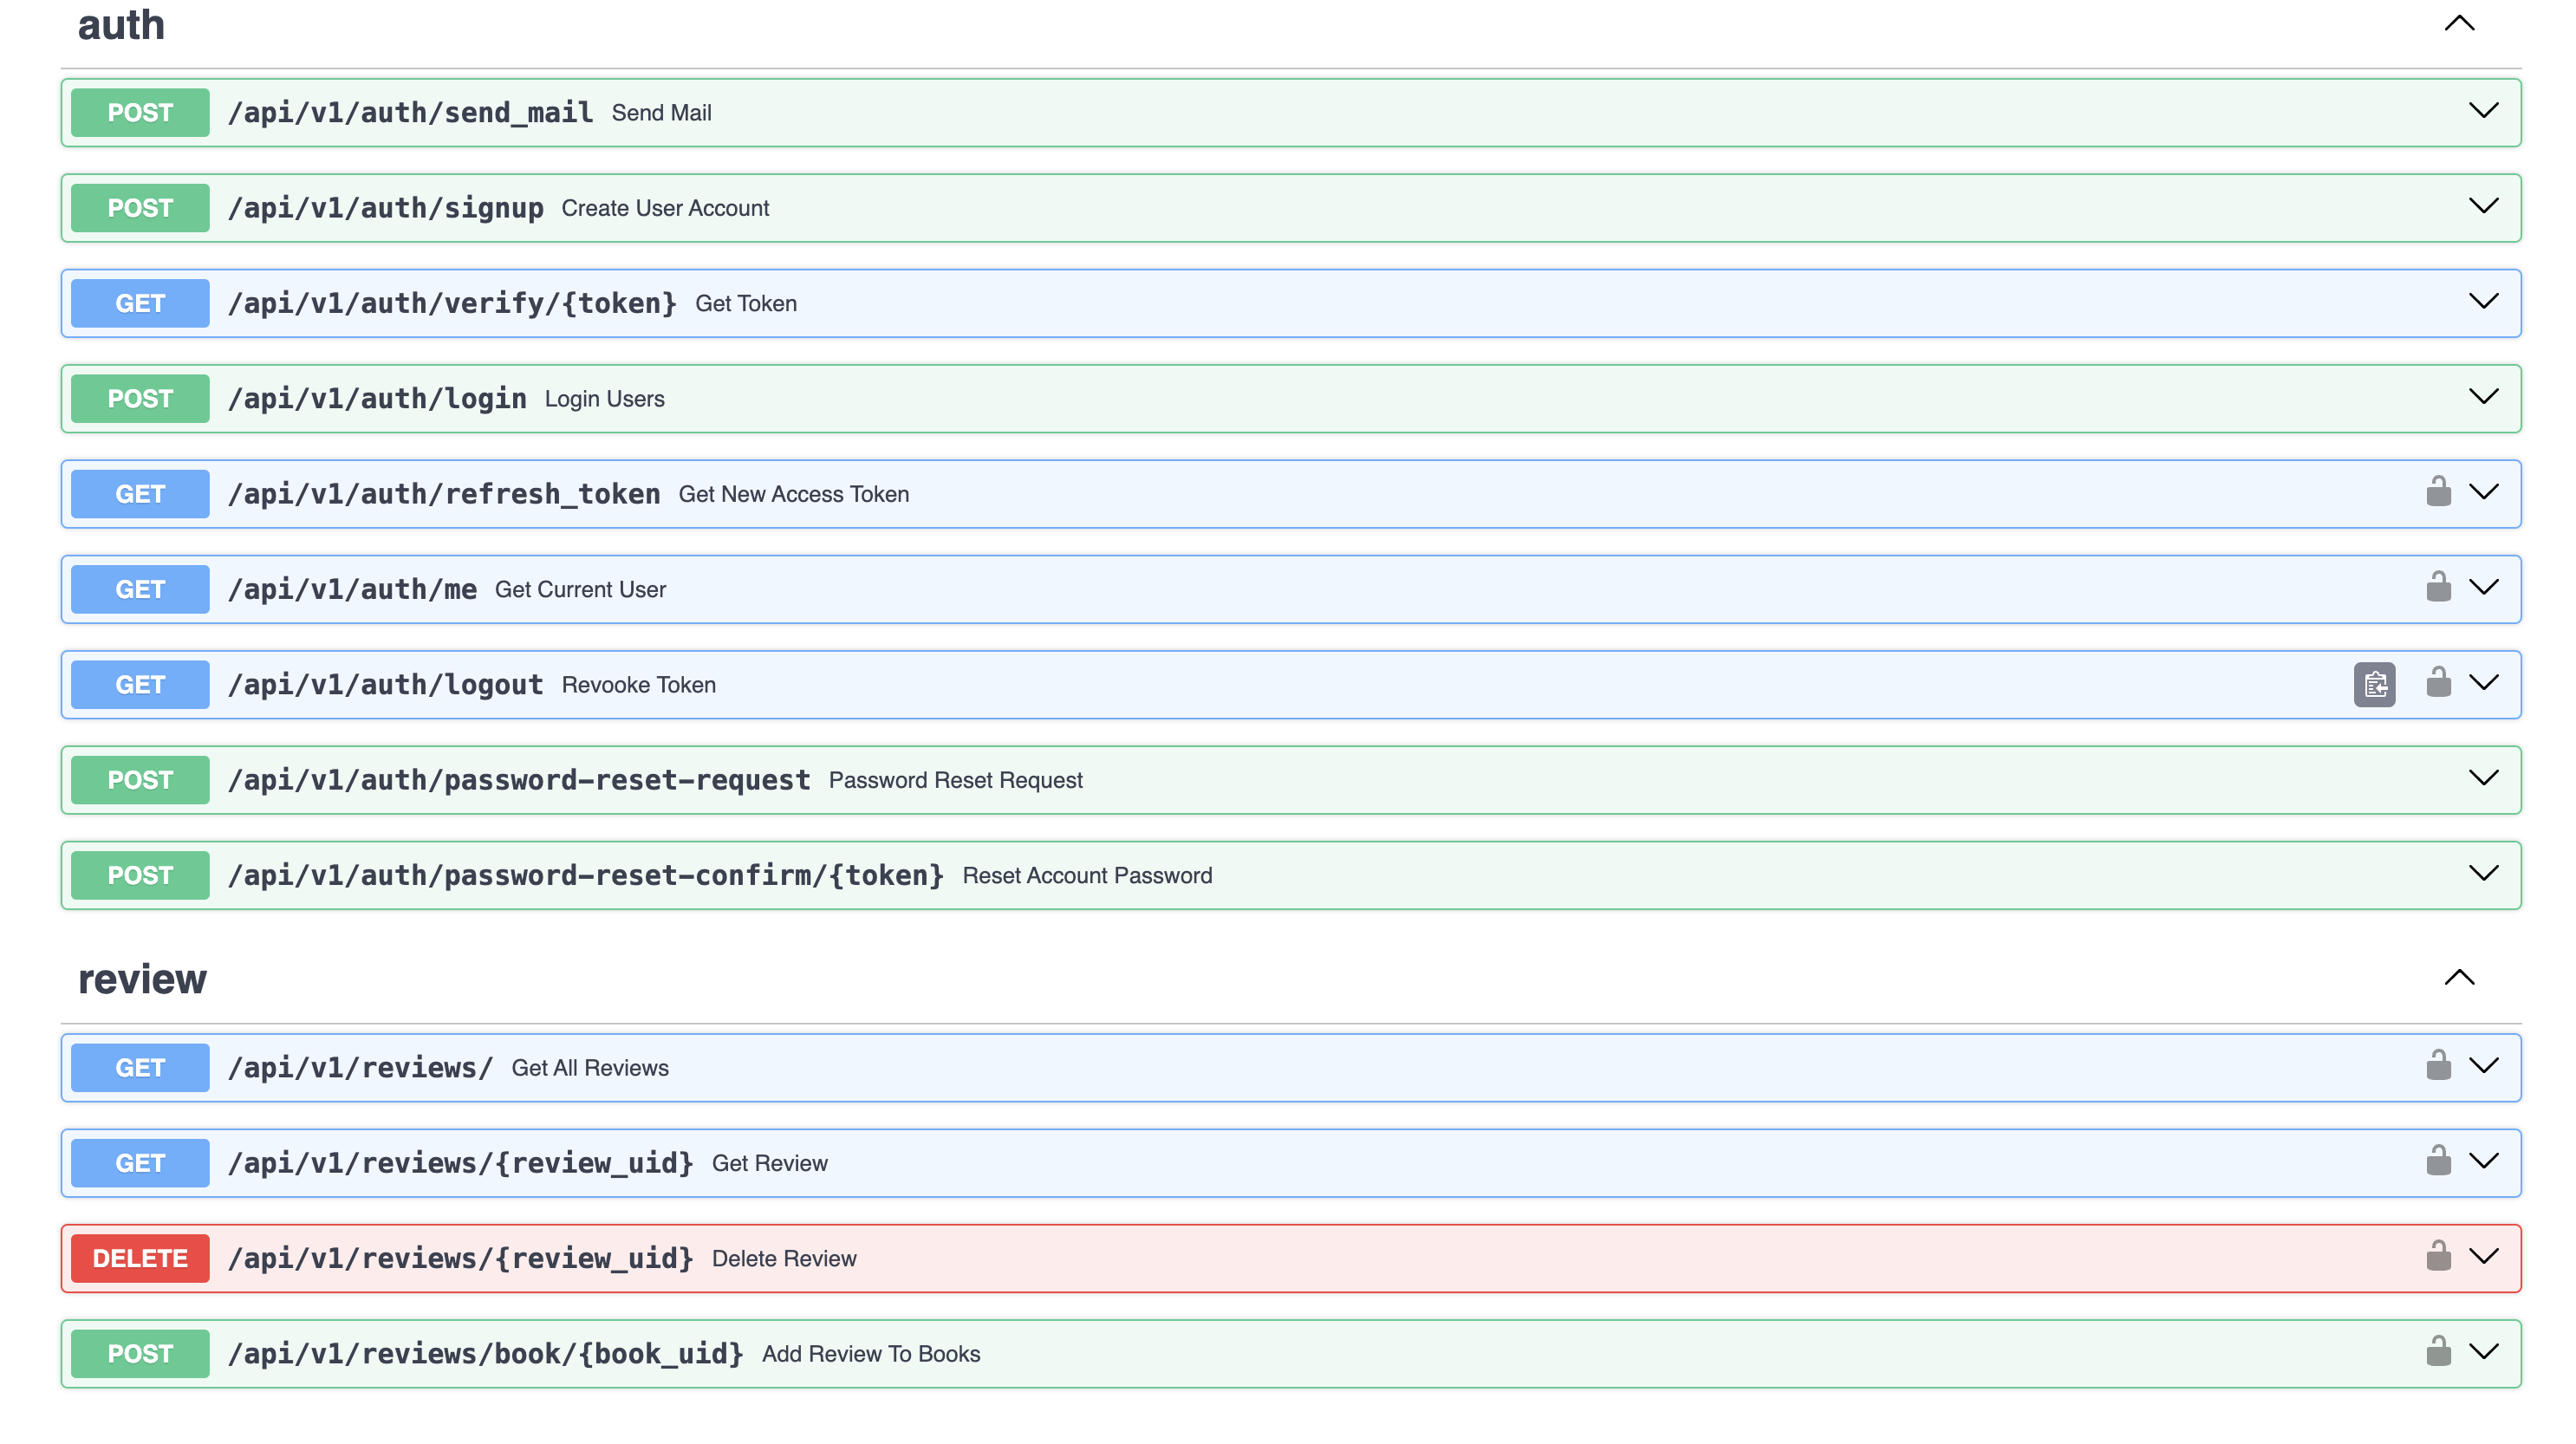 auth
POST /api/v1/auth/send_mail Send Mail
POST /api/v1/auth/signup Create User Account
GET /api/v1/auth/verify/{token} Get Token
POST /api/v1/auth/login Login Users
GET /api/v1/auth/refresh_token Get New Access Token
GET /api/v1/auth/me Get Current User
GET /api/v1/auth/logout Revooke Token
POST /api/v1/auth/password-reset-request Password Reset Request
POST /api/v1/auth/password-reset-confirm/{token} Reset Account Password
review
GET /api/v1/reviews/ Get All Reviews
GET /api/v1/reviews/{review_uid} Get Review
DELETE /api/v1/reviews/{review_uid} Delete Review
POST /api/v1/reviews/book/{book_uid} Add Review To Books